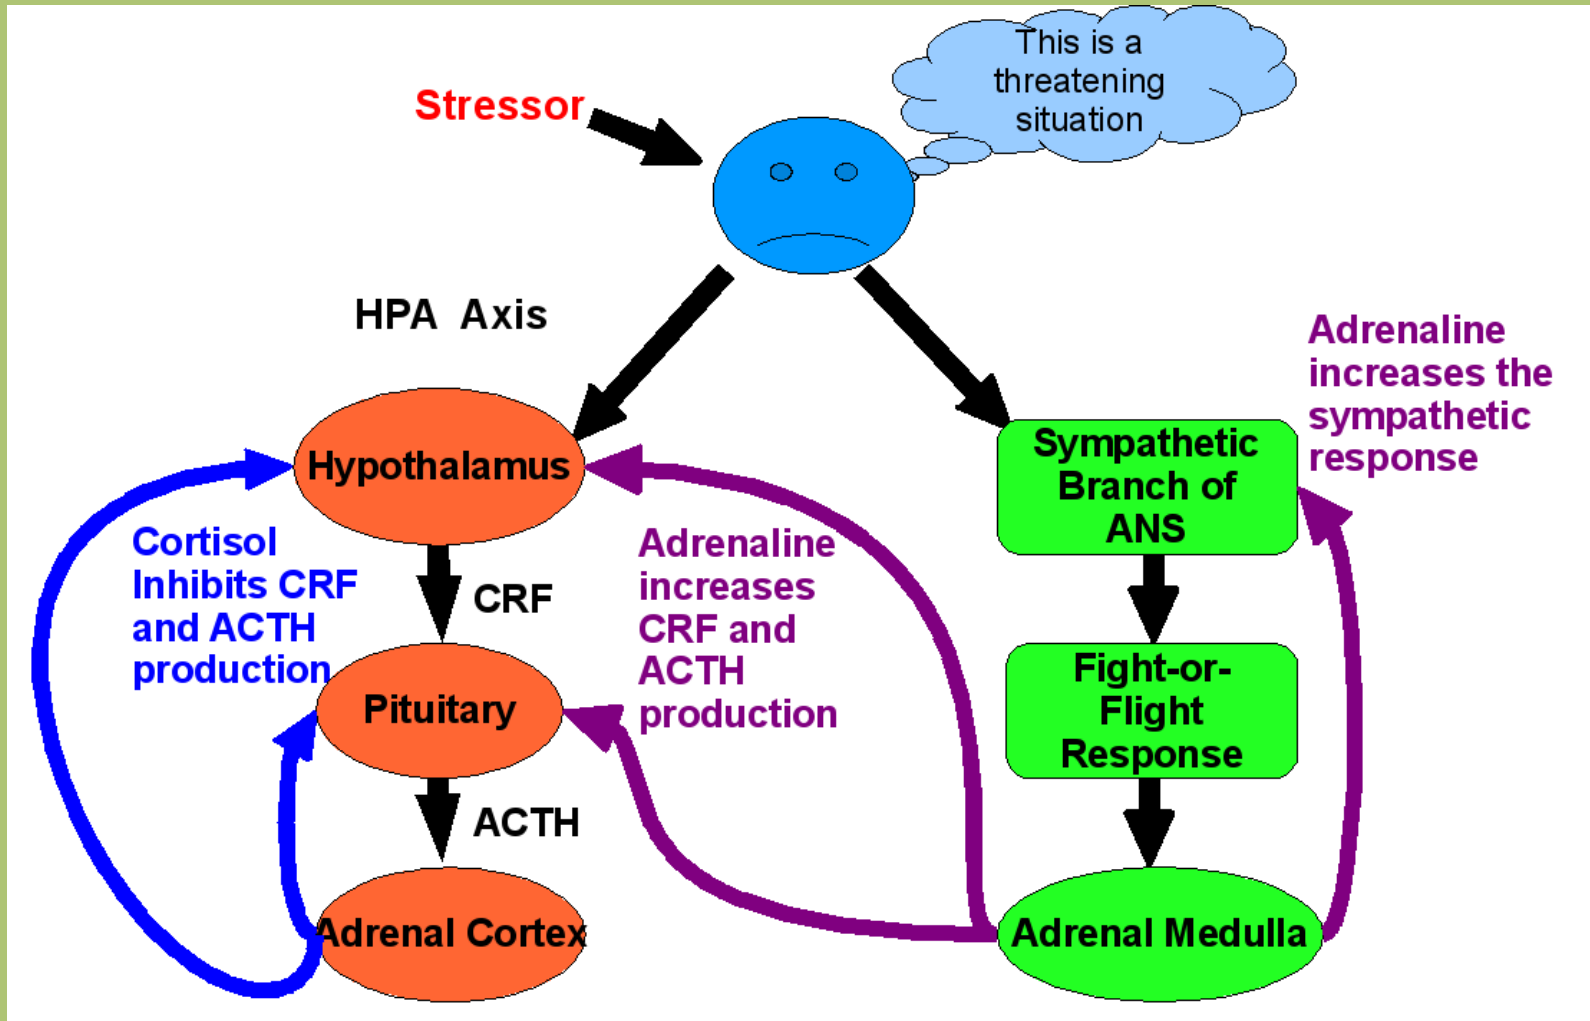 This is a
threatening
situation
Stressor
HPA Axis
Adrenaline
increases the
sympathetic
response
Hypothalamus
Sympathetic
Branch of
ANS
Cortisol
Inhibits CRF
and ACTH
production
CRF
Adrenaline
increases
CRF and
ACTH
production
Pituitary
Fight-or-
Flight
Response
ACTH
Adrenal Cortex
Adrenal Medulla